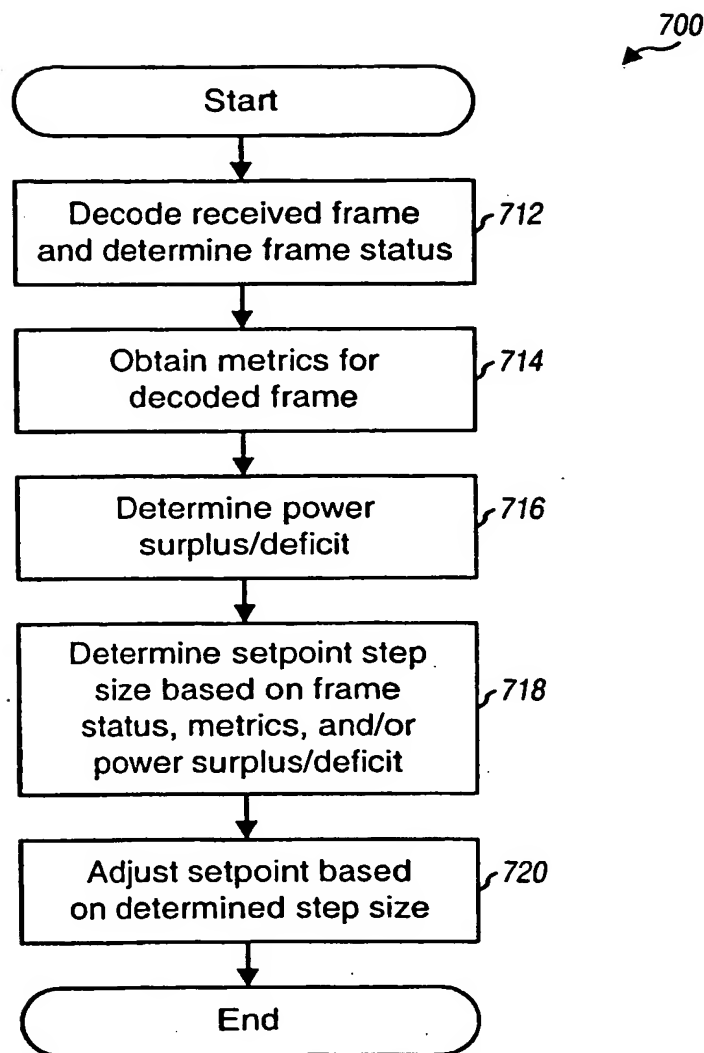 700
Start
Decode received frame
and determine frame status
712
Obtain metrics for
decoded frame
714
Determine power
surplus/deficit
716
Determine setpoint step
size based on frame
status, metrics, and/or
power surplus/deficit
718
Adjust setpoint based
on determined step size
720
End